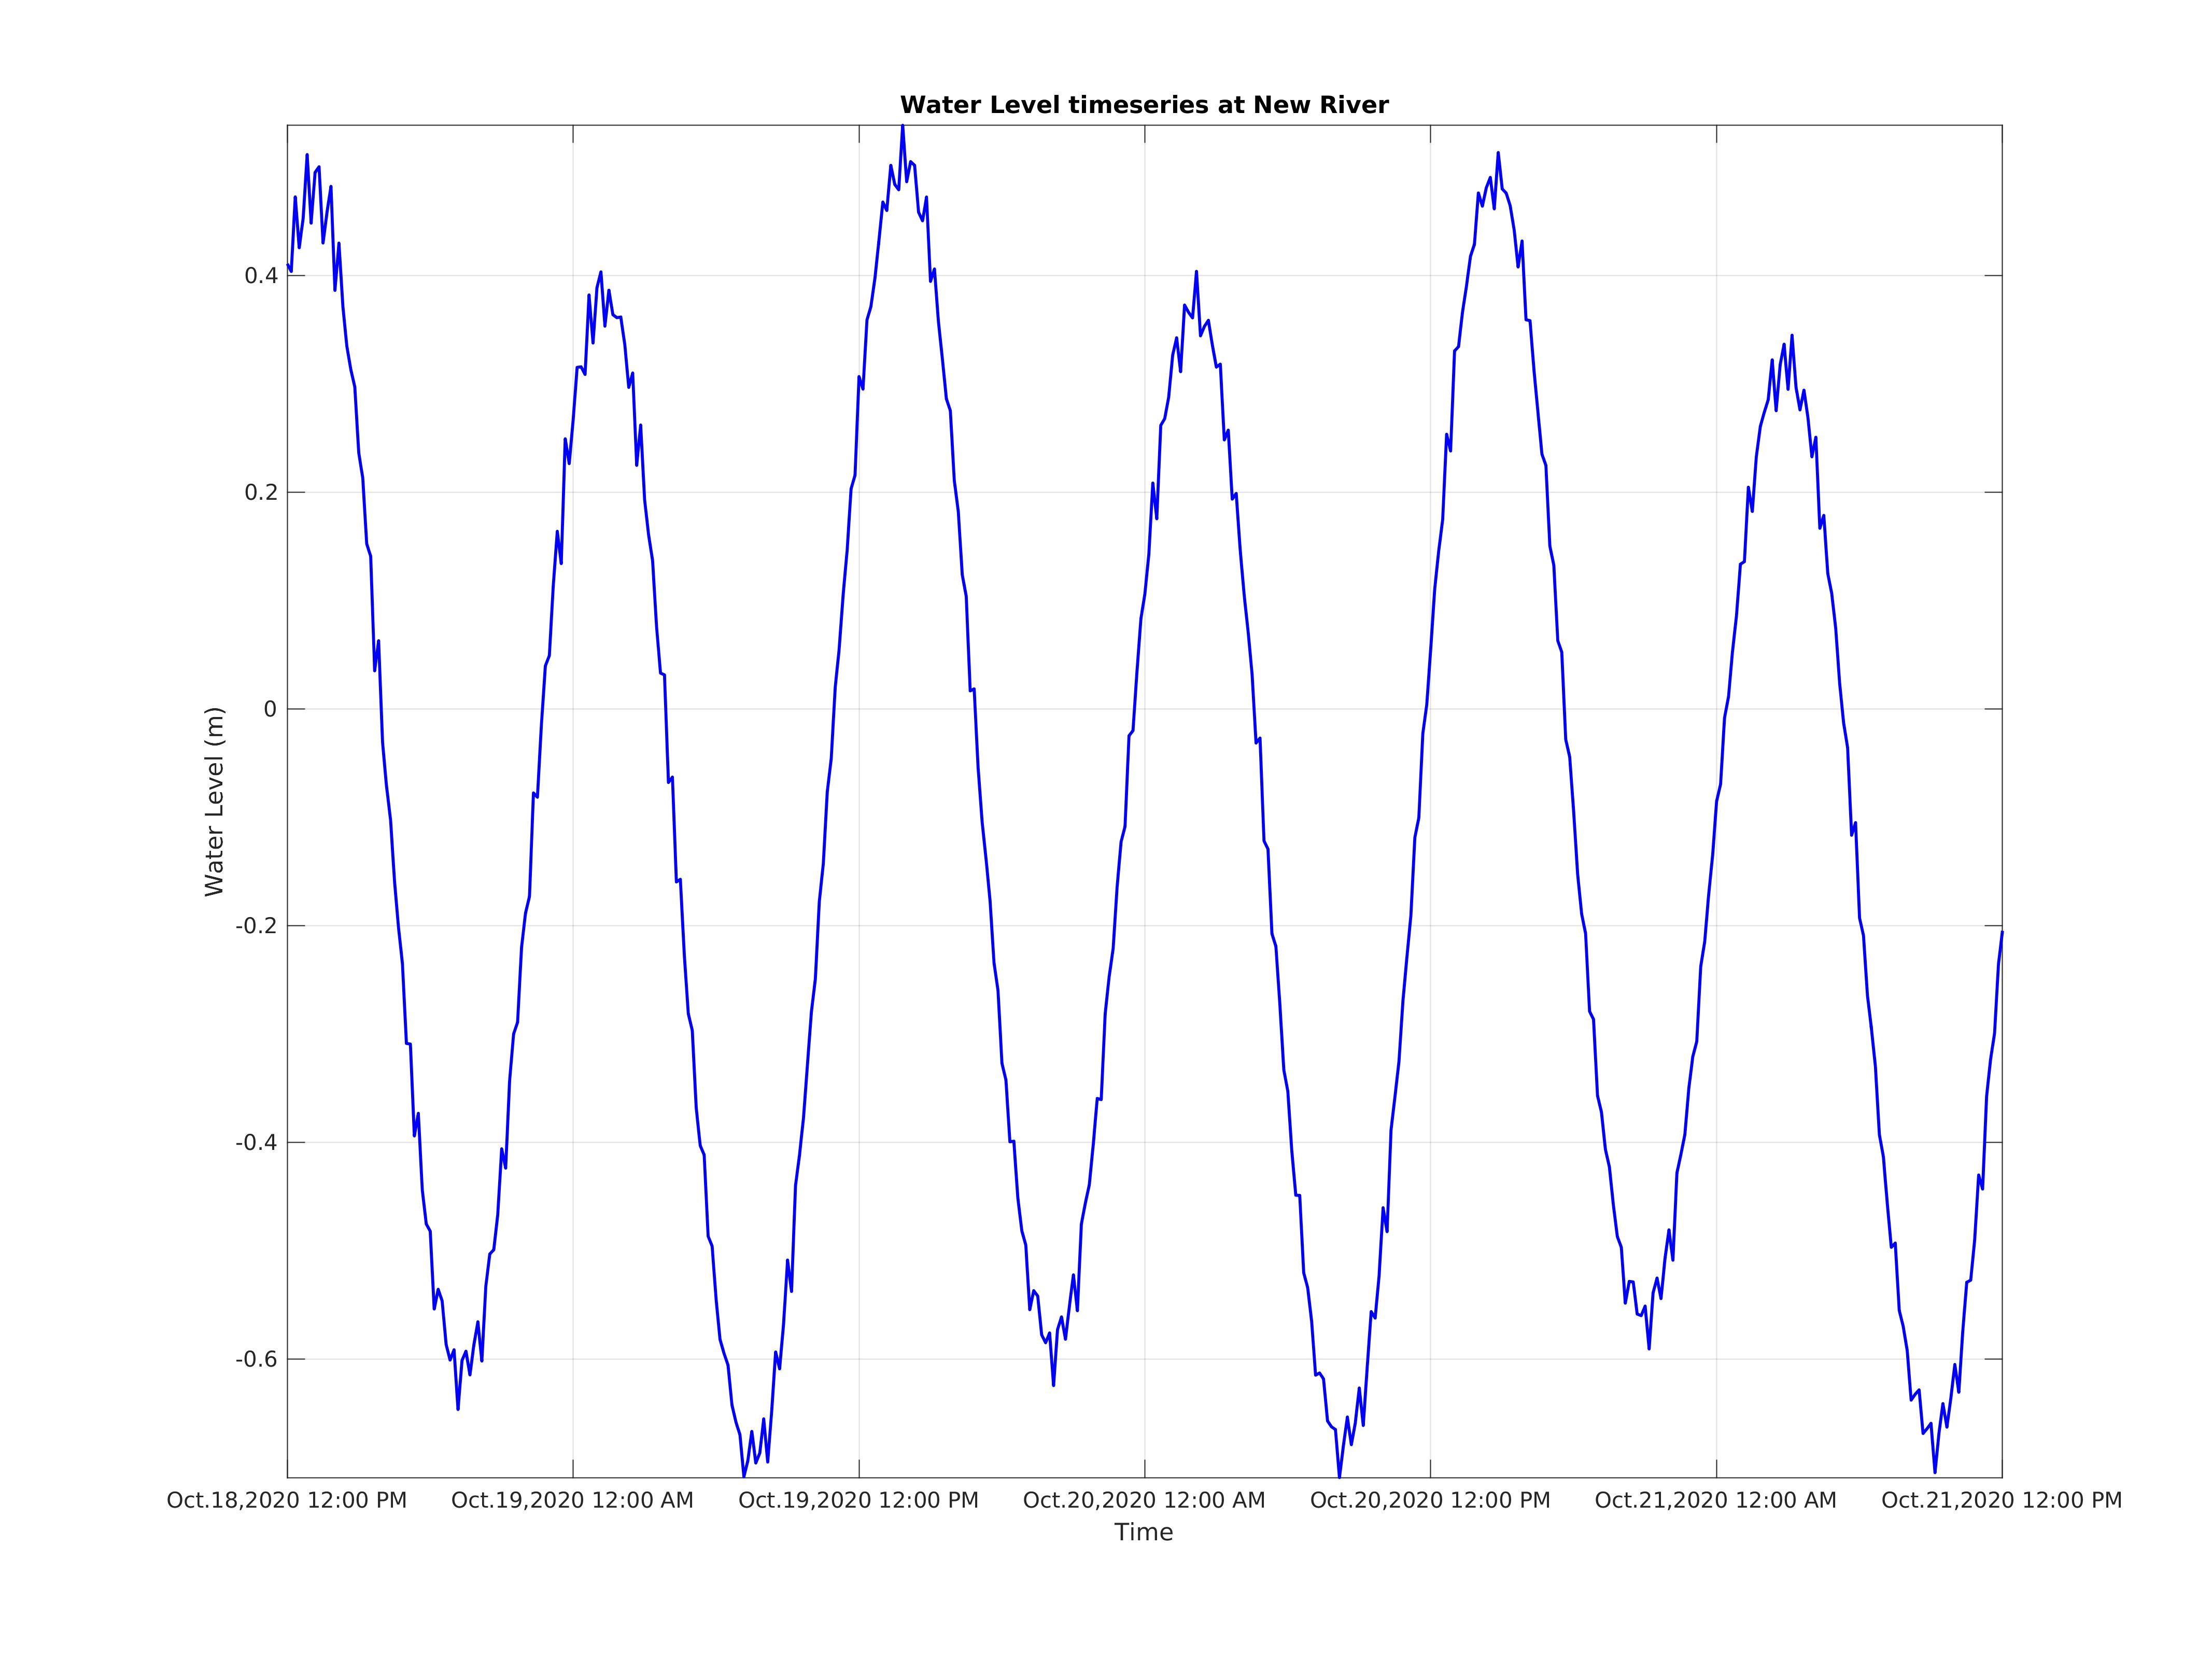 Water Level timeseries at New River
0.4
0.2
0
-0.2
-0.4
-0.6
Water Level (m)
Oct.18,2020 12:00 PM Oct.19,2020 12:00 AM Oct.19,2020 12:00 PM Oct.20,2020 12:00 AM Oct.20,2020 12:00 PM Oct.21,2020 12:00 AM Oct.21,2020 12:00 PM
Time